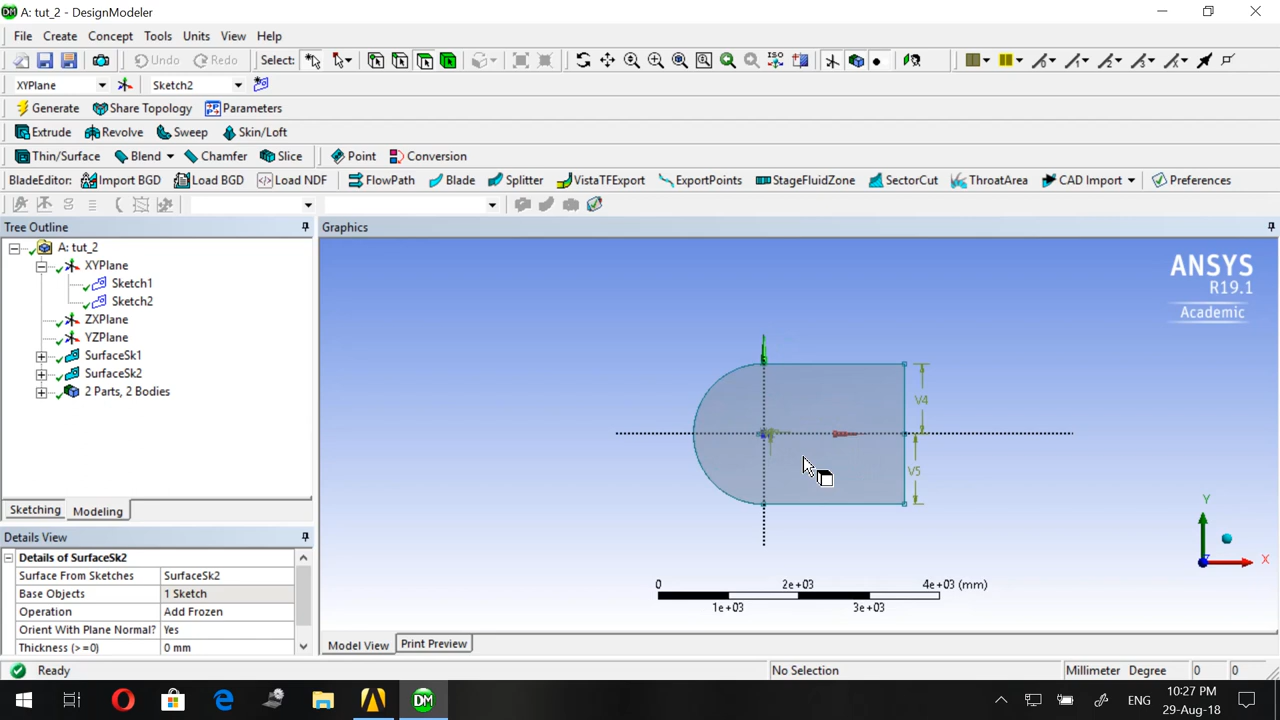 A: tut_2 - DesignModeler
File Create Concept Tools Units View Help
Undo Redo Select: ISO
XYPlane Sketch2
Generate Share Topology Parameters
Extrude Revolve Sweep Skin/Loft
Thin/Surface Blend Chamfer Slice Point Conversion
BladeEditor: Import BGD Load BGD Load NDF FlowPath Blade Splitter VistaTFExport ExportPoints StageFluidZone SectorCut ThroatArea CAD Import Preferences
Tree Outline
A: tut_2
XYPlane
Sketch1
Sketch2
ZXPlane
YZPlane
SurfaceSk1
SurfaceSk2
2 Parts, 2 Bodies
Sketching Modeling
Details View
Details of SurfaceSk2
Surface From Sketches SurfaceSk2
Base Objects 1 Sketch
Operation Add Frozen
Orient With Plane Normal? Yes
Thickness (>=0) 0 mm
Graphics
ANSYS
R19.1
Academic
V4
V5
Y
X
0 2e+03 4e+03 (mm)
1e+03 3e+03
Model View Print Preview
Ready No Selection Millimeter Degree 0 0
DM ENG 10:27 PM
29-Aug-18